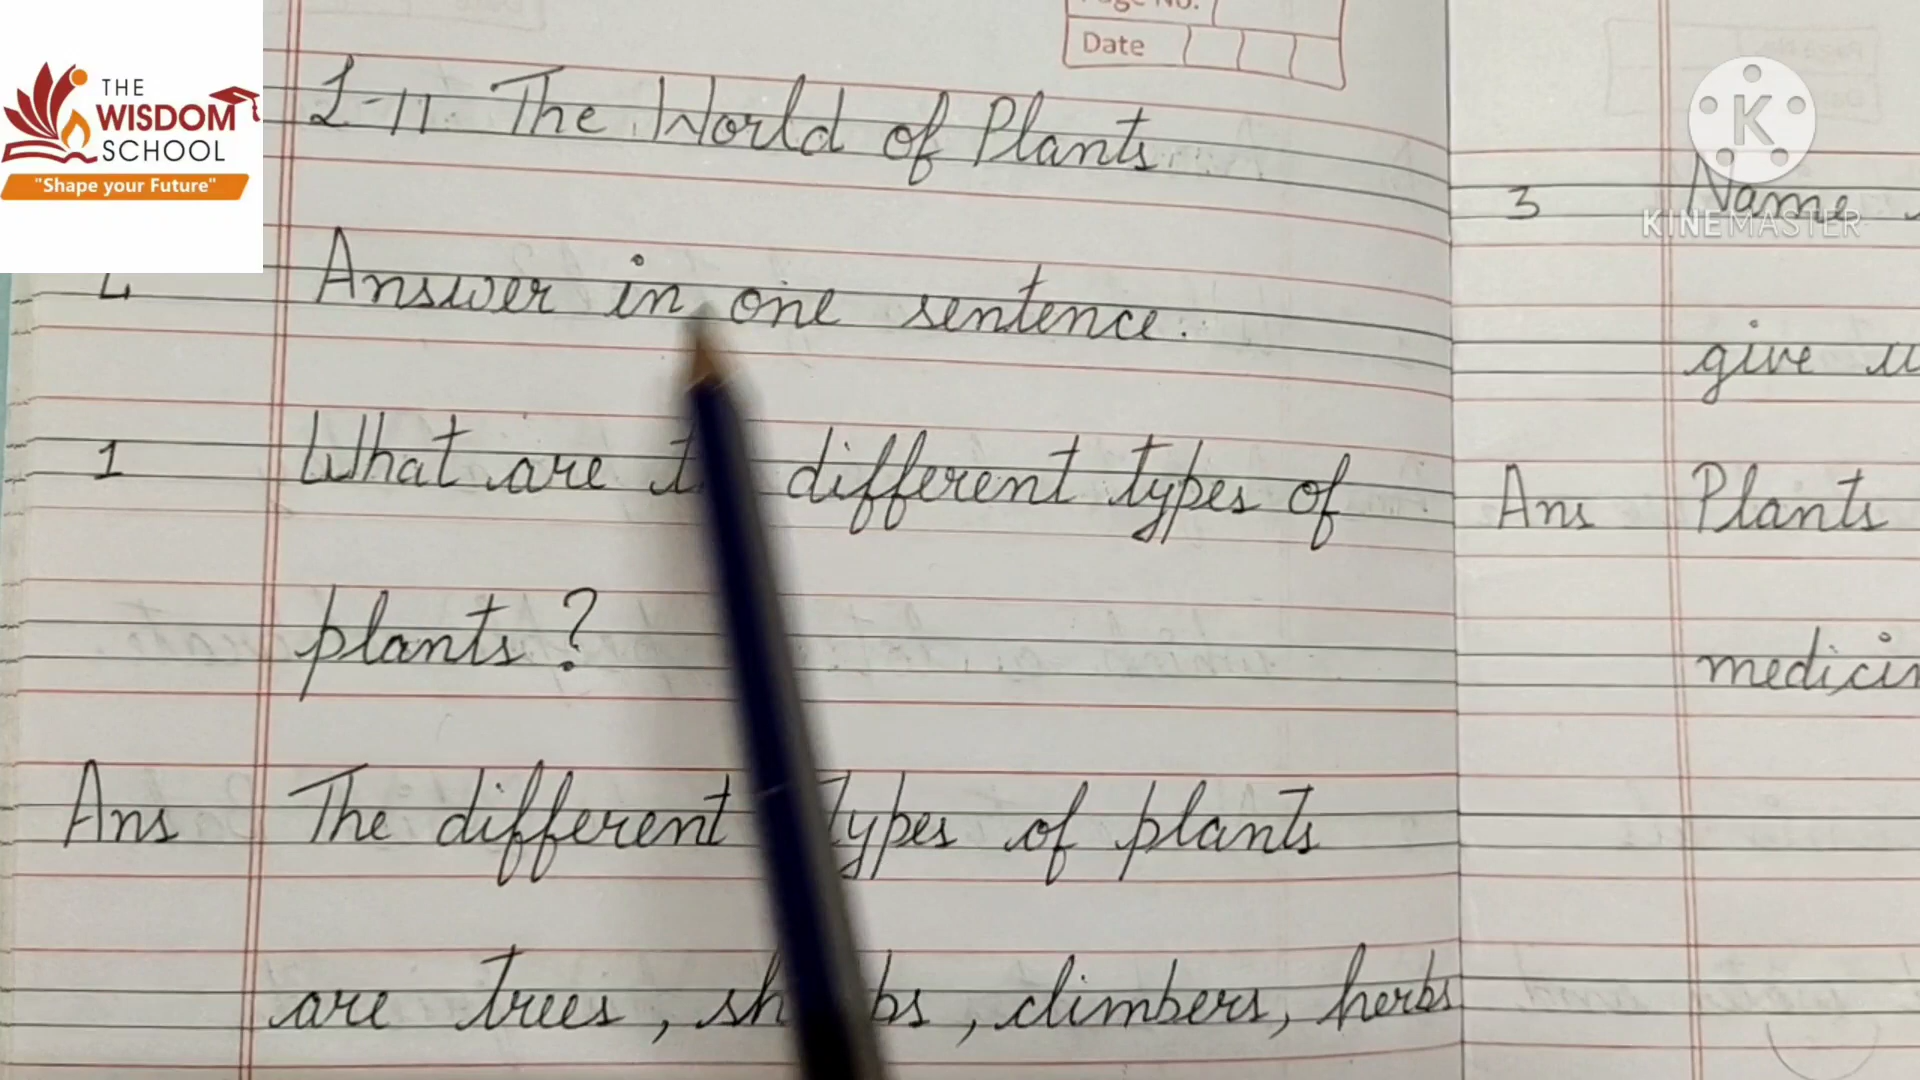 THE
WISDOM
SCHOOL
"Shape your Future"
Date
L-11. The World of Plants
4 Answer in one sentence.
1 What are different types of
plants?
Ans The different types of plants
are trees, climbers, herbs
3 Name
give
Ans Plants
KINEMASTER